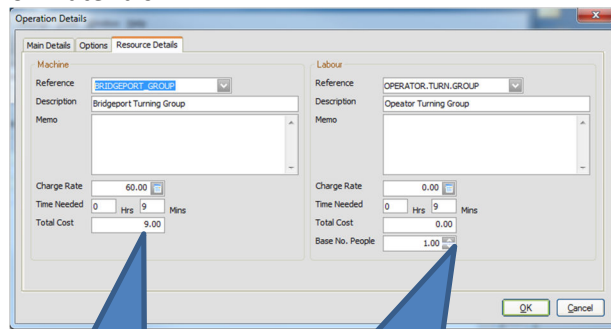 Operation Details
Main Details Options Resource Details
Machine
Reference BRIDGEPORT_GROUP
Description Bridgeport Turning Group
Memo
Charge Rate 60.00
Time Needed 0 Hrs 9 Mins
Total Cost 9.00
Labour
Reference OPERATOR.TURN.GROUP
Description Opeator Turning Group
Memo
Charge Rate 0.00
Time Needed 0 Hrs 9 Mins
Total Cost 0.00
Base No. People 1.00
OK Cancel